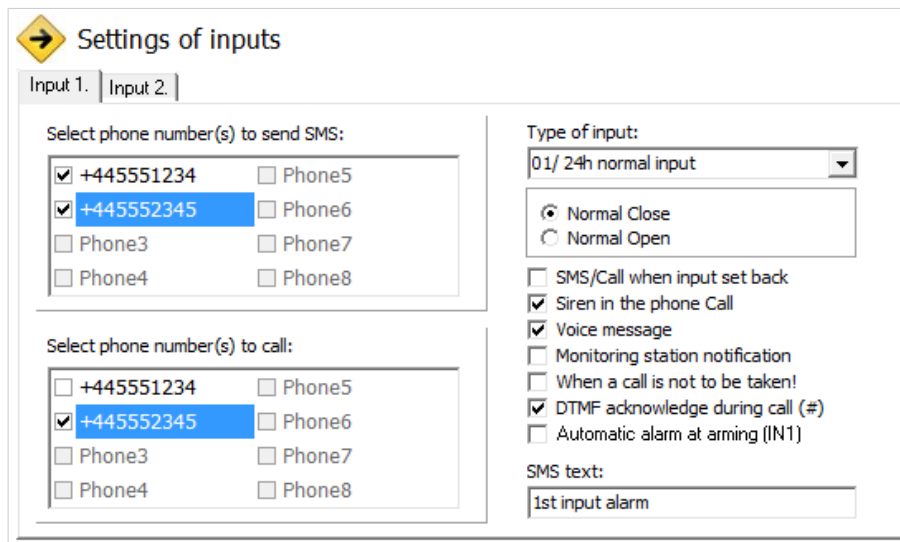 Settings of inputs
Input 1. Input 2.
Select phone number(s) to send SMS:
+445551234 Phone5
+445552345 Phone6
Phone3 Phone7
Phone4 Phone8
Select phone number(s) to call:
+445551234 Phone5
+445552345 Phone6
Phone3 Phone7
Phone4 Phone8
Type of input:
01/ 24h normal input
Normal Close
Normal Open
SMS/Call when input set back
Siren in the phone Call
Voice message
Monitoring station notification
When a call is not to be taken!
DTMF acknowledge during call (#)
Automatic alarm at arming (IN1)
SMS text:
1st input alarm